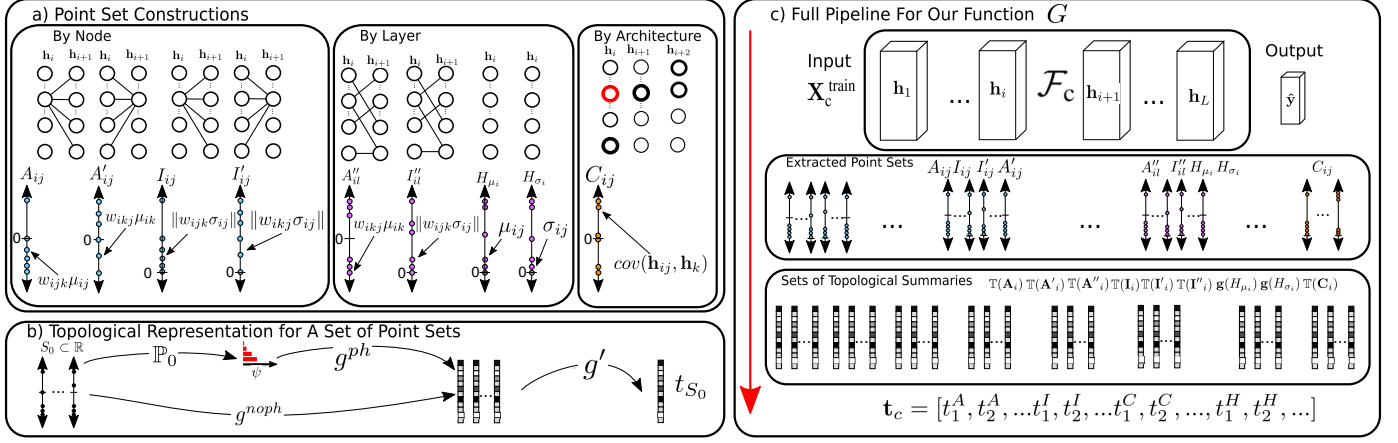 a) Point Set Constructions
By Node
h_i h_{i+1} h_i h_{i+1} h_i h_{i+1} h_i h_{i+1}
A_{ij} A'_{ij} I_{ij} I'_{ij}
0 0 0 0
w_{ijk}μ_{ij} w_{ikj}μ_{ik} ‖w_{ijk}σ_{ij}‖ ‖w_{ikj}σ_{ij}‖
By Layer
h_i h_{i+1} h_i h_{i+1} h_i h_i
A''_{il} I''_{il} H_{μ_i} H_{σ_i}
0 0 0 0
w_{ikj}μ_{ik} ‖w_{ikj}σ_{ij}‖ μ_{ij} σ_{ij}
By Architecture
h_i h_{i+1} h_{i+2}
C_{ij}
0
cov(h_{ij}, h_k)
b) Topological Representation for A Set of Point Sets
S_0 ⊂ ℝ
...
ℙ_0
ψ
g^{ph}
g^{noph}
...
g'
t_{S_0}
c) Full Pipeline For Our Function G
Input
X_c^{train}
h_1 ... h_i ℱ_c h_{i+1} ... h_L
Output
ŷ
Extracted Point Sets
A_{ij} I_{ij} I'_{ij} A'_{ij} A''_{il} I''_{il} H_{μ_i} H_{σ_i} C_{ij}
... ... ...
Sets of Topological Summaries
𝕋(A_i) 𝕋(A'_i) 𝕋(A''_i) 𝕋(I_i) 𝕋(I'_i) 𝕋(I''_i) g(H_{μ_i}) g(H_{σ_i}) 𝕋(C_i)
t_c = [t_1^A, t_2^A, ...t_1^I, t_2^I, ...t_1^C, t_2^C, ..., t_1^H, t_2^H, ...]